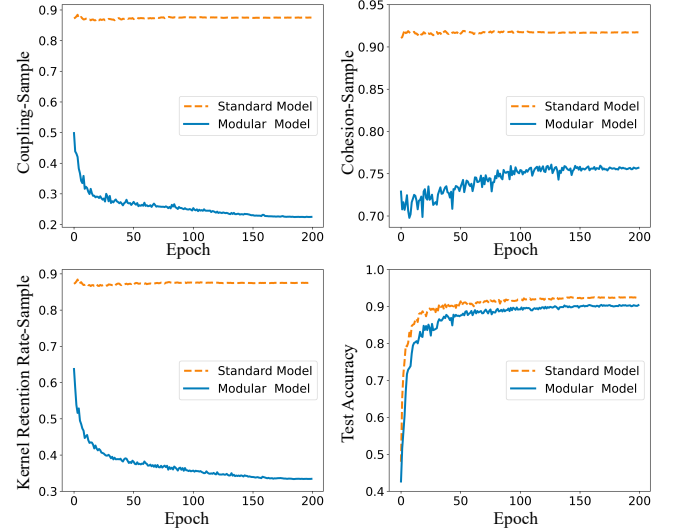 0.9
0.8
0.7
0.6
0.5
0.4
0.3
0.2
Coupling-Sample
Standard Model
Modular Model
0 50 100 150 200
Epoch
0.95
0.90
0.85
0.80
0.75
0.70
Cohesion-Sample
Standard Model
Modular Model
0 50 100 150 200
Epoch
0.9
0.8
0.7
0.6
0.5
0.4
0.3
Kernel Retention Rate-Sample
Standard Model
Modular Model
0 50 100 150 200
Epoch
1.0
0.9
0.8
0.7
0.6
0.5
0.4
Test Accuracy
Standard Model
Modular Model
0 50 100 150 200
Epoch